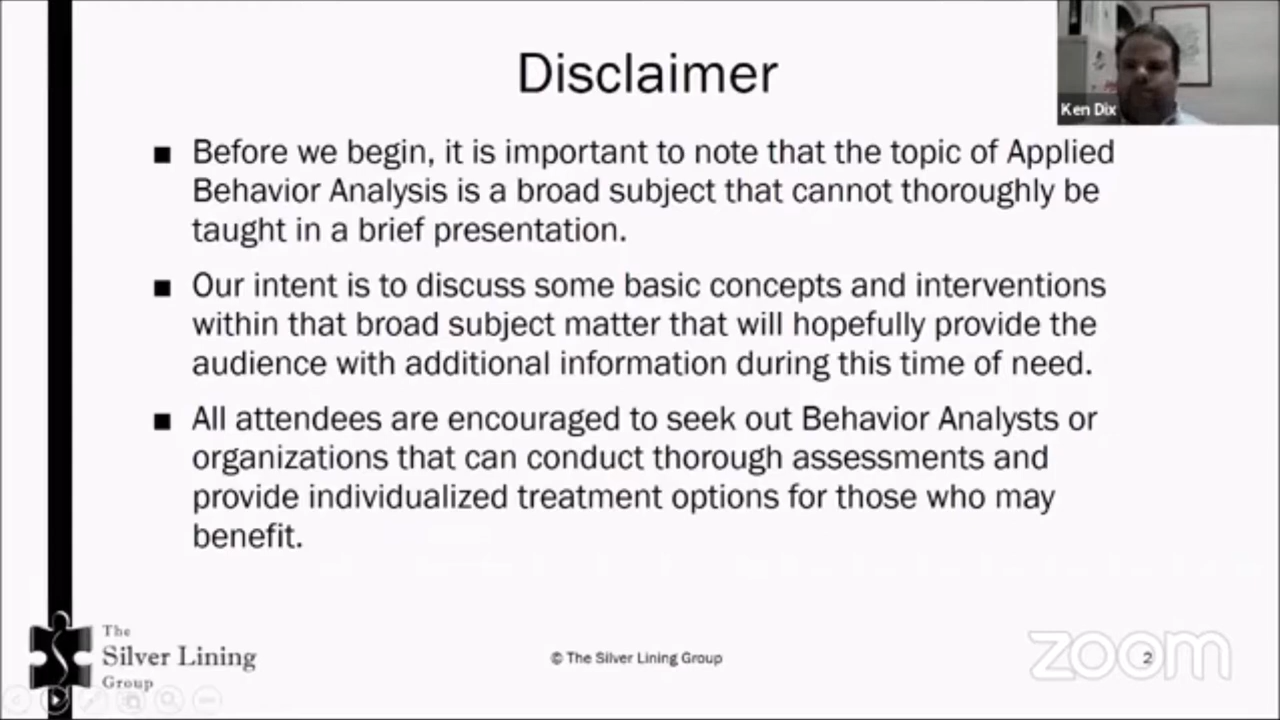 Disclaimer
Ken Dix
■ Before we begin, it is important to note that the topic of Applied
Behavior Analysis is a broad subject that cannot thoroughly be
taught in a brief presentation.
■ Our intent is to discuss some basic concepts and interventions
within that broad subject matter that will hopefully provide the
audience with additional information during this time of need.
■ All attendees are encouraged to seek out Behavior Analysts or
organizations that can conduct thorough assessments and
provide individualized treatment options for those who may
benefit.
The
Silver Lining
Group
© The Silver Lining Group
zoom
2